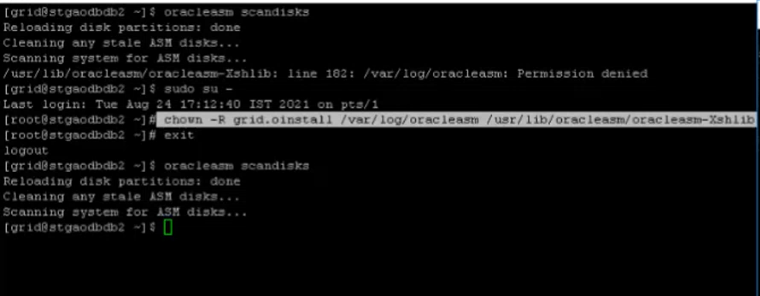 [grid@stgaodbdb2 ~]$ oracleasm scandisks
Reloading disk partitions: done
Cleaning any stale ASM disks...
Scanning system for ASM disks...
/usr/lib/oracleasm/oracleasm-Xshlib: line 182: /var/log/oracleasm: Permission denied
[grid@stgaodbdb2 ~]$ sudo su -
Last login: Tue Aug 24 17:12:40 IST 2021 on pts/1
[root@stgaodbdb2 ~]# chown -R grid.oinstall /var/log/oracleasm /usr/lib/oracleasm/oracleasm-Xshlib
[root@stgaodbdb2 ~]# exit
logout
[grid@stgaodbdb2 ~]$ oracleasm scandisks
Reloading disk partitions: done
Cleaning any stale ASM disks...
Scanning system for ASM disks...
[grid@stgaodbdb2 ~]$